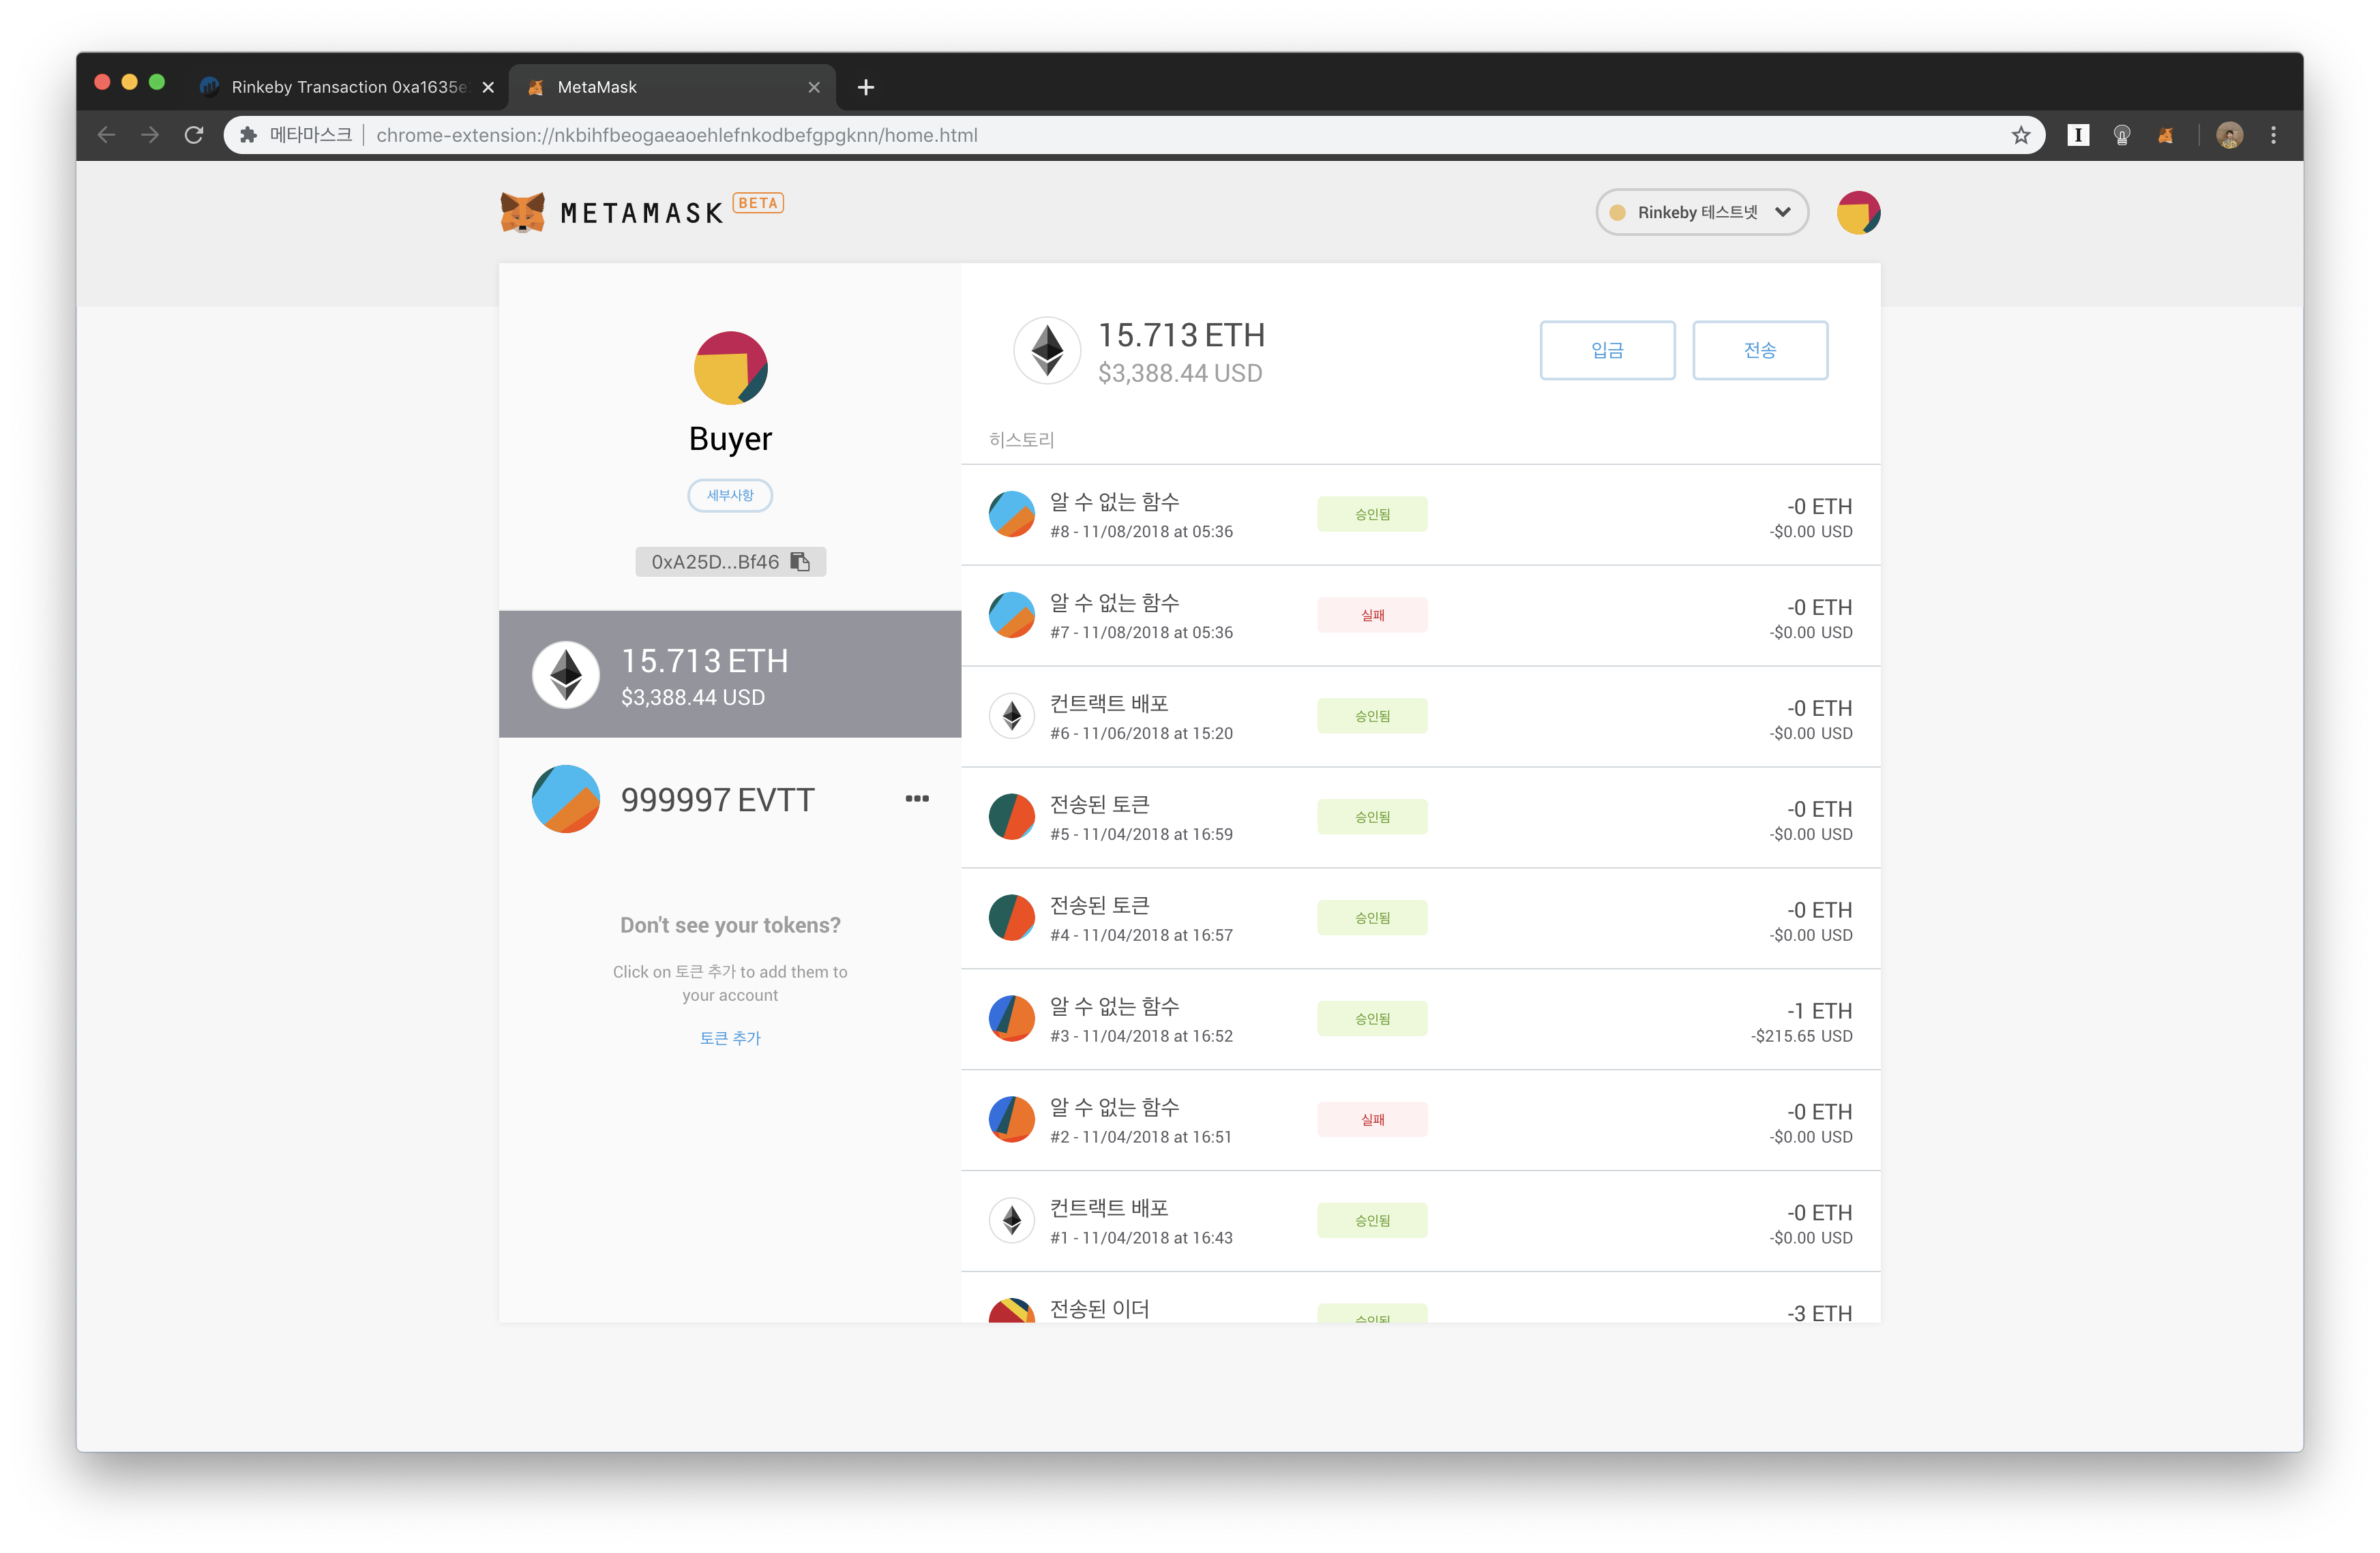 Rinkeby Transaction 0xa1635e
MetaMask
메타마스크
chrome-extension://nkbihfbeogaeaoehlefnkodbefgpgknn/home.html
METAMASK BETA
Rinkeby 테스트넷
Buyer
세부사항
0xA25D...Bf46
15.713 ETH
$3,388.44 USD
999997 EVTT
Don't see your tokens?
Click on 토큰 추가 to add them to
your account
토큰 추가
15.713 ETH
$3,388.44 USD
입금
전송
히스토리
알 수 없는 함수
#8 - 11/08/2018 at 05:36
승인됨
-0 ETH
-$0.00 USD
알 수 없는 함수
#7 - 11/08/2018 at 05:36
실패
-0 ETH
-$0.00 USD
컨트랙트 배포
#6 - 11/06/2018 at 15:20
승인됨
-0 ETH
-$0.00 USD
전송된 토큰
#5 - 11/04/2018 at 16:59
승인됨
-0 ETH
-$0.00 USD
전송된 토큰
#4 - 11/04/2018 at 16:57
승인됨
-0 ETH
-$0.00 USD
알 수 없는 함수
#3 - 11/04/2018 at 16:52
승인됨
-1 ETH
-$215.65 USD
알 수 없는 함수
#2 - 11/04/2018 at 16:51
실패
-0 ETH
-$0.00 USD
컨트랙트 배포
#1 - 11/04/2018 at 16:43
승인됨
-0 ETH
-$0.00 USD
전송된 이더
승인됨
-3 ETH